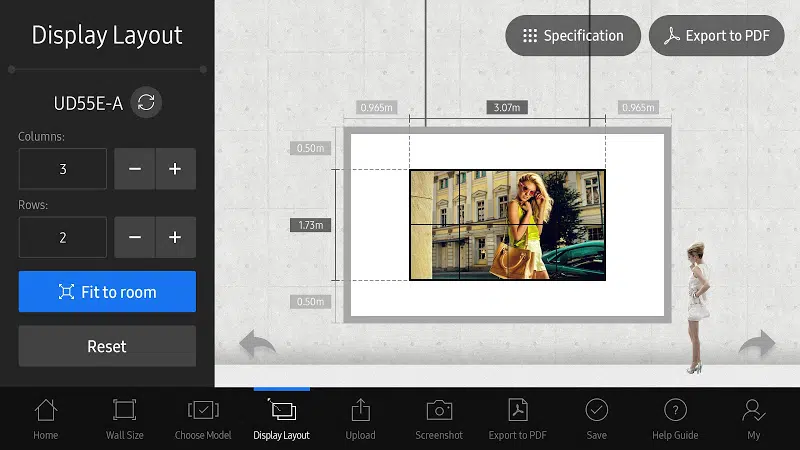 Display Layout
Specification
Export to PDF
UD55E-A
Columns:
3
Rows:
2
Fit to room
Reset
0.965m
3.07m
0.965m
0.50m
1.73m
0.50m
Home
Wall Size
Choose Model
Display Layout
Upload
Screenshot
Export to PDF
Save
Help Guide
My